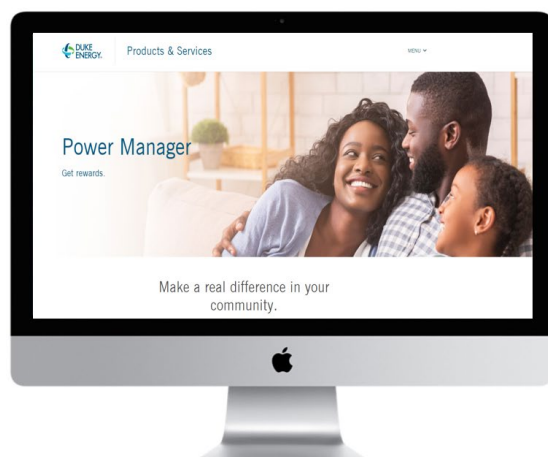 DUKE
ENERGY.
Products & Services
MENU
Power Manager
Get rewards.
Make a real difference in your
community.